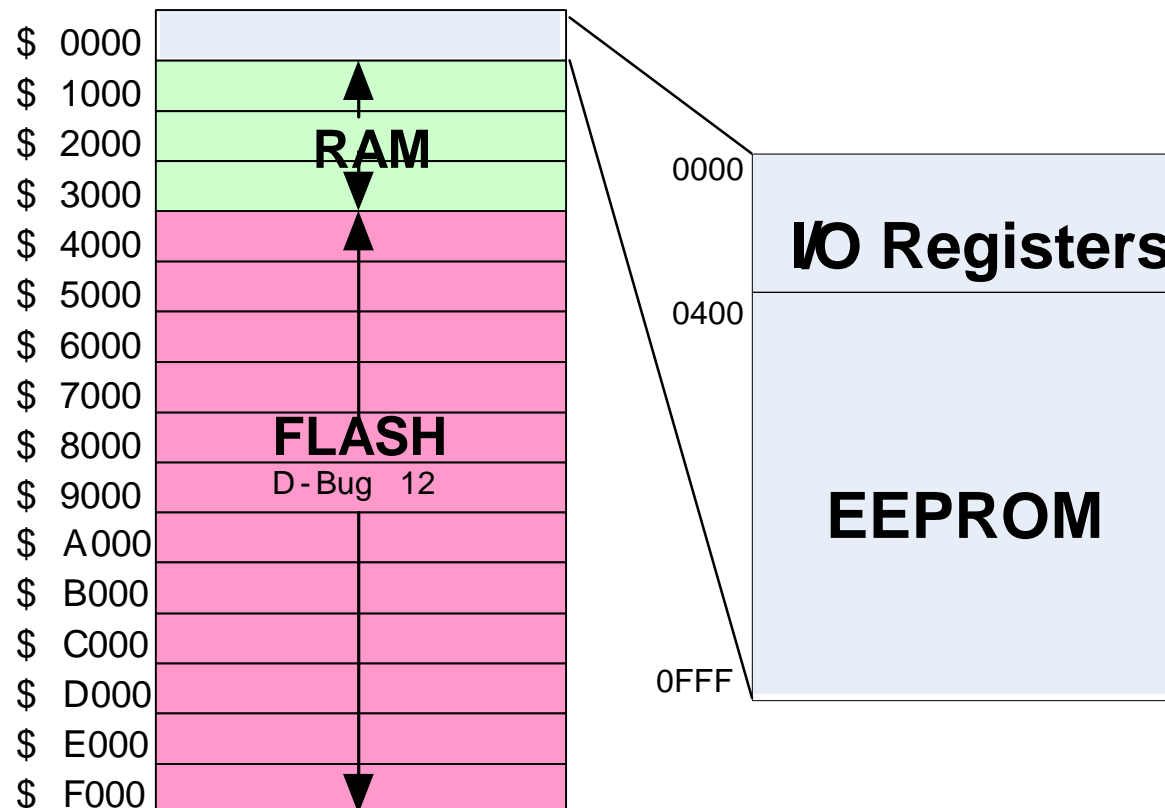 $ 0000
$ 1000
$ 2000
$ 3000
$ 4000
$ 5000
$ 6000
$ 7000
$ 8000
$ 9000
$ A000
$ B000
$ C000
$ D000
$ E000
$ F000
RAM
FLASH
D-Bug 12
0000
I/O Registers
0400
EEPROM
0FFF